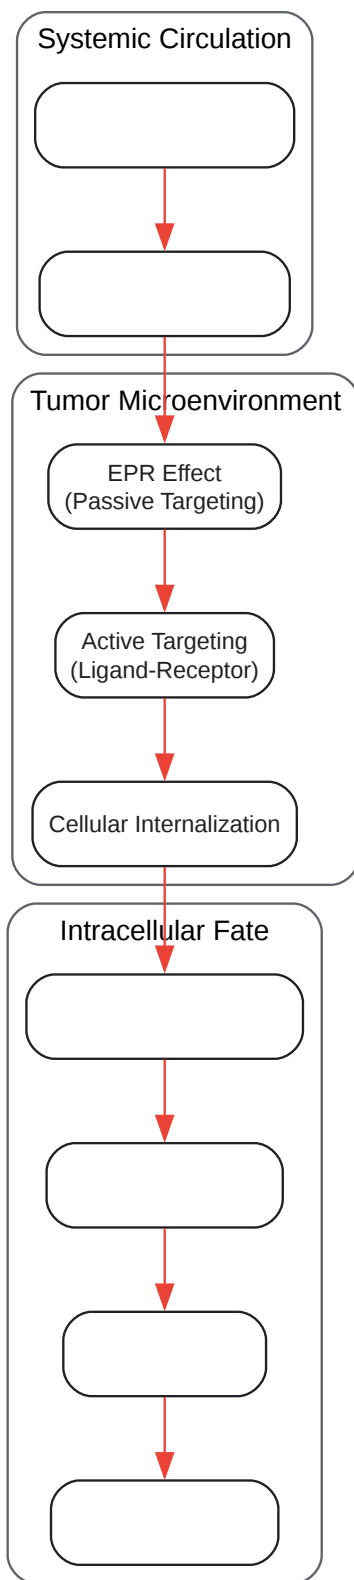 Systemic Circulation
Tumor Microenvironment
EPR Effect
(Passive Targeting)
Active Targeting
(Ligand-Receptor)
Cellular Internalization
Intracellular Fate